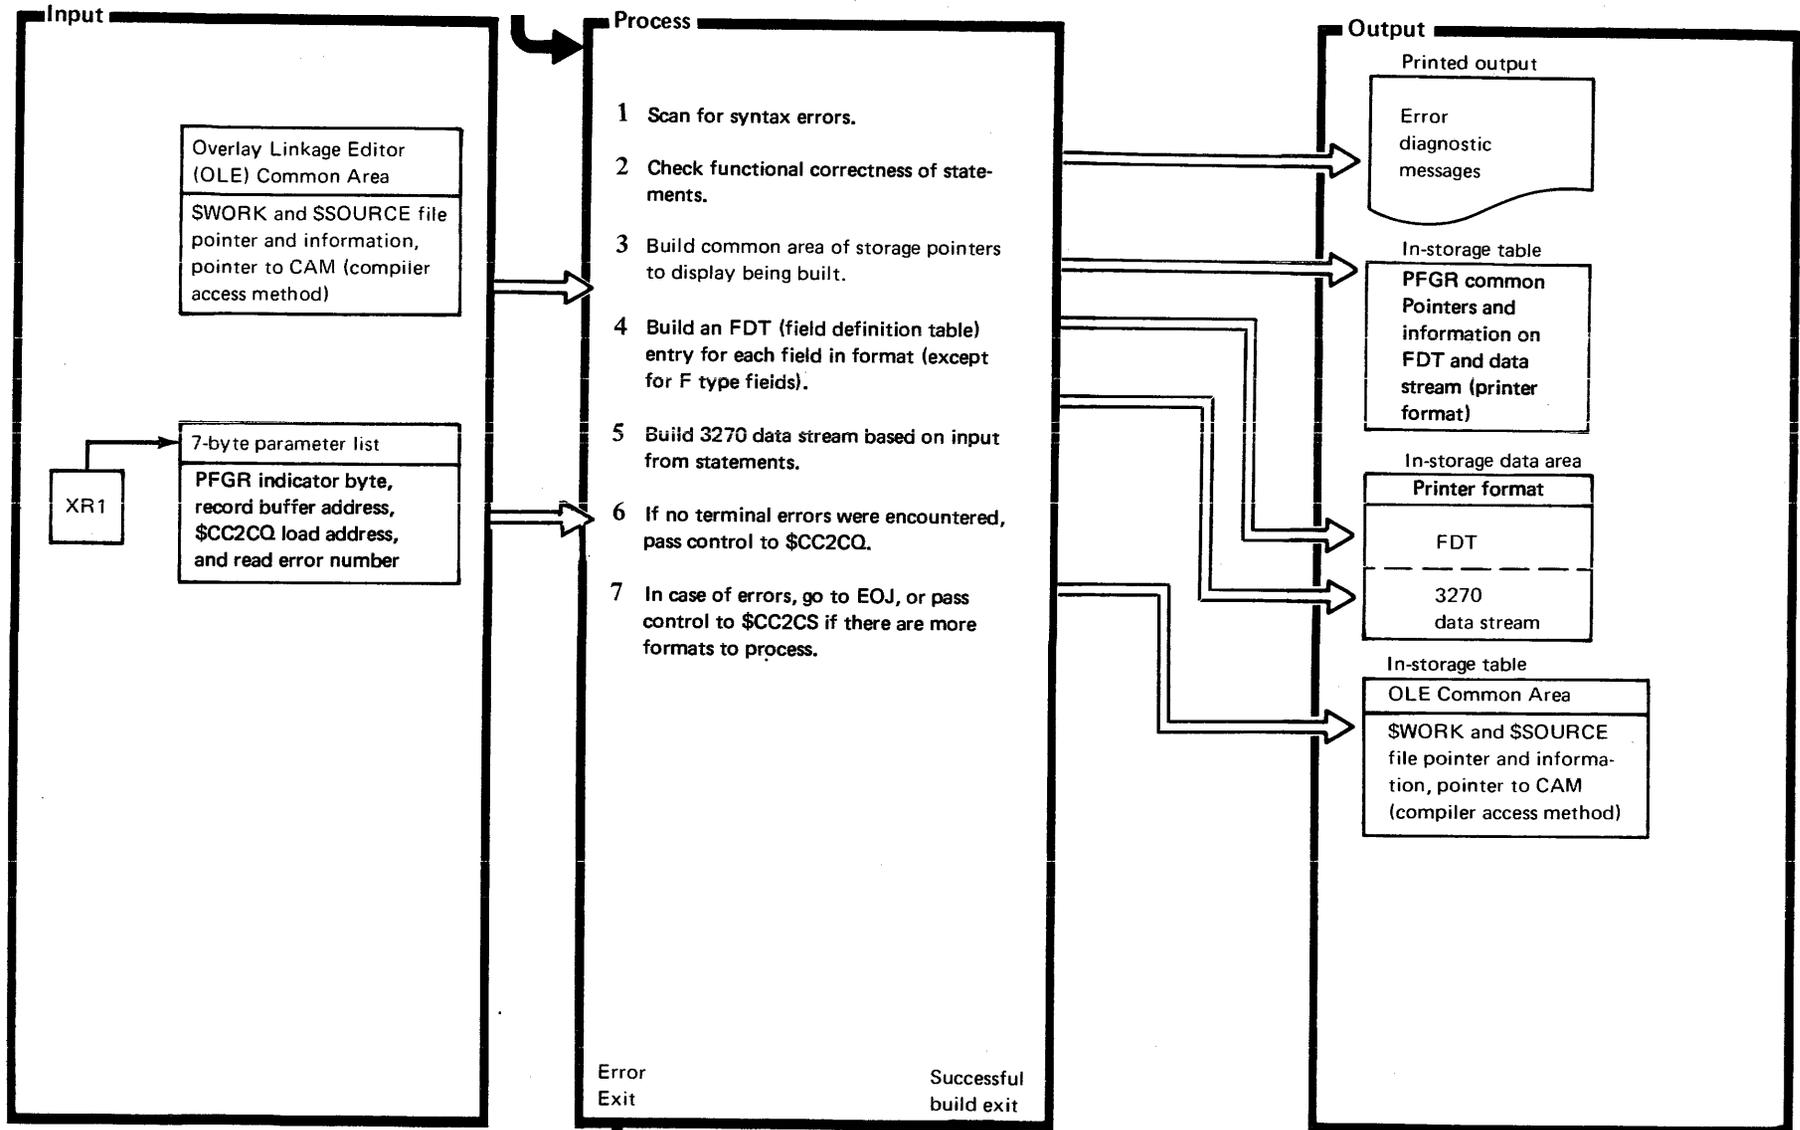 Input
Overlay Linkage Editor
(OLE) Common Area
$WORK and $SOURCE file
pointer and information,
pointer to CAM (compiler
access method)
XR1
7-byte parameter list
PFGR indicator byte,
record buffer address,
$CC2CQ load address,
and read error number
Process
1 Scan for syntax errors.
2 Check functional correctness of state-
ments.
3 Build common area of storage pointers
to display being built.
4 Build an FDT (field definition table)
entry for each field in format (except
for F type fields).
5 Build 3270 data stream based on input
from statements.
6 If no terminal errors were encountered,
pass control to $CC2CQ.
7 In case of errors, go to EOJ, or pass
control to $CC2CS if there are more
formats to process.
Error
Exit
Successful
build exit
Output
Printed output
Error
diagnostic
messages
In-storage table
PFGR common
Pointers and
information on
FDT and data
stream (printer
format)
In-storage data area
Printer format
FDT
3270
data stream
In-storage table
OLE Common Area
$WORK and $SOURCE
file pointer and informa-
tion, pointer to CAM
(compiler access method)